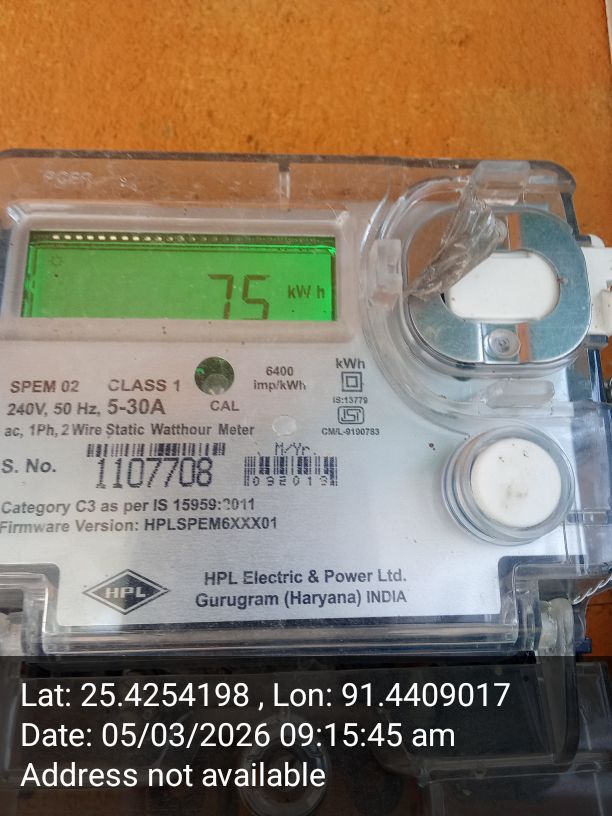 75 kWh
SPEM 02 CLASS 1 6400 kWh
240V, 50 Hz, 5-30A CAL imp/kWh IS:13779
ac, 1Ph, 2 Wire Static Watthour Meter CM/L-9190783
S. No. 1107708 M/Yr.
092019
Category C3 as per IS 15959:2011
Firmware Version: HPLSPEM6XXX01
HPL HPL Electric & Power Ltd.
Gurugram (Haryana) INDIA
Lat: 25.4254198 , Lon: 91.4409017
Date: 05/03/2026 09:15:45 am
Address not available